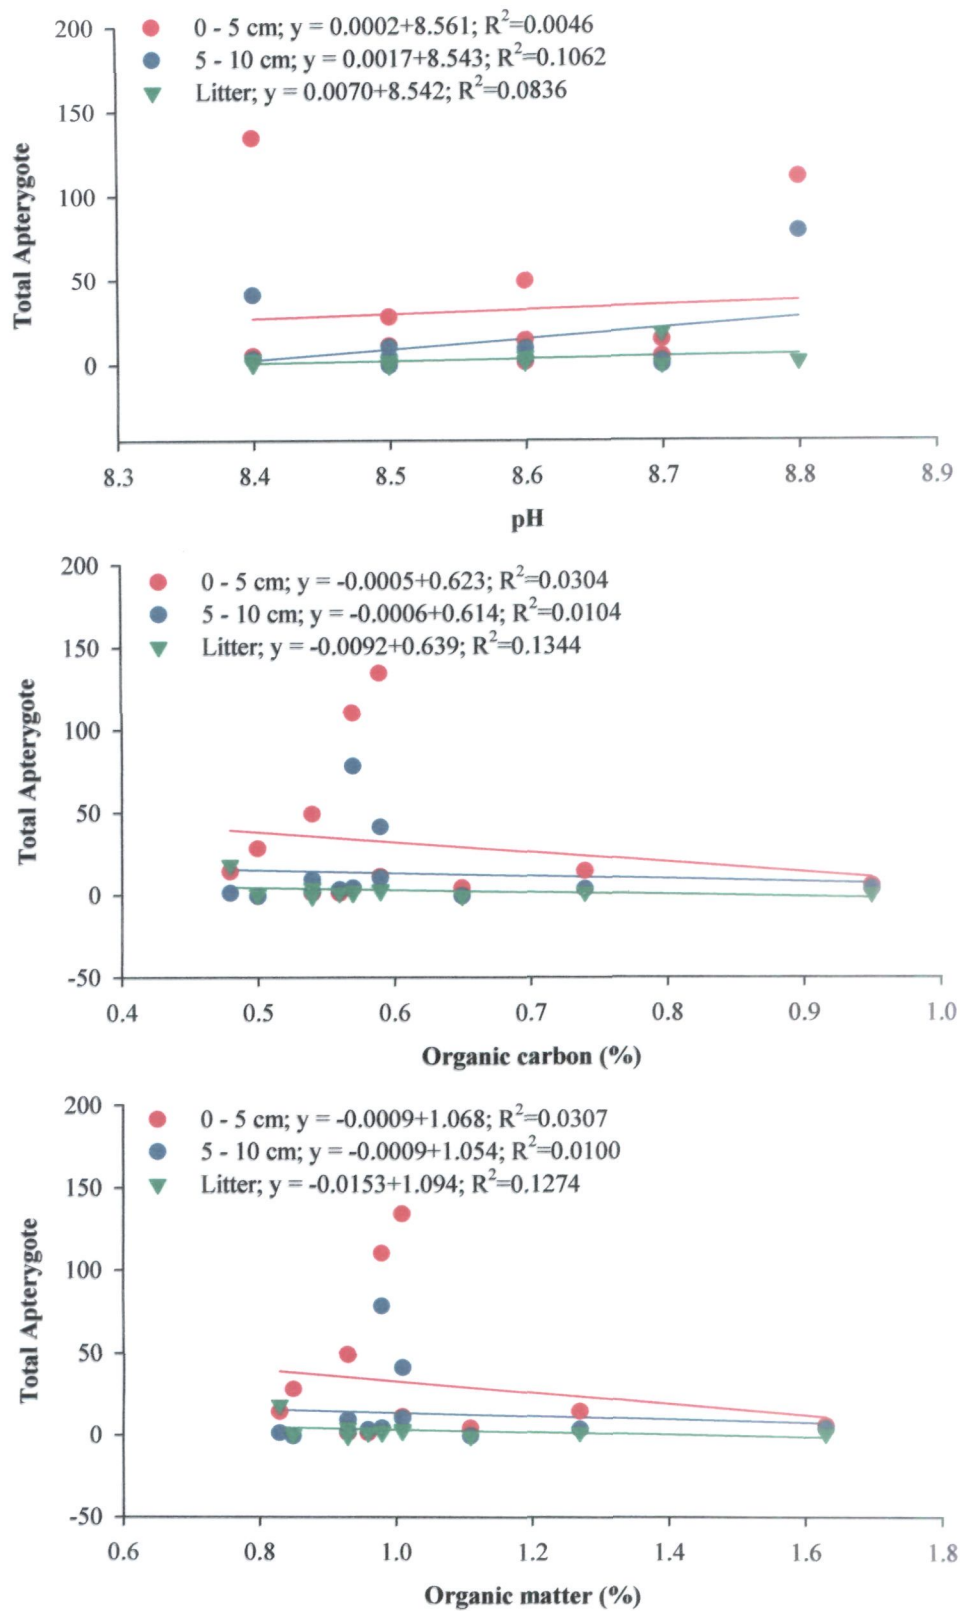 0 - 5 cm; y = 0.0002+8.561; R²=0.0046
5 - 10 cm; y = 0.0017+8.543; R²=0.1062
Litter; y = 0.0070+8.542; R²=0.0836
200
150
100
50
0
Total Apterygote
8.3 8.4 8.5 8.6 8.7 8.8 8.9
pH
0 - 5 cm; y = -0.0005+0.623; R²=0.0304
5 - 10 cm; y = -0.0006+0.614; R²=0.0104
Litter; y = -0.0092+0.639; R²=0.1344
200
150
100
50
0
-50
Total Apterygote
0.4 0.5 0.6 0.7 0.8 0.9 1.0
Organic carbon (%)
0 - 5 cm; y = -0.0009+1.068; R²=0.0307
5 - 10 cm; y = -0.0009+1.054; R²=0.0100
Litter; y = -0.0153+1.094; R²=0.1274
200
150
100
50
0
-50
Total Apterygote
0.6 0.8 1.0 1.2 1.4 1.6 1.8
Organic matter (%)